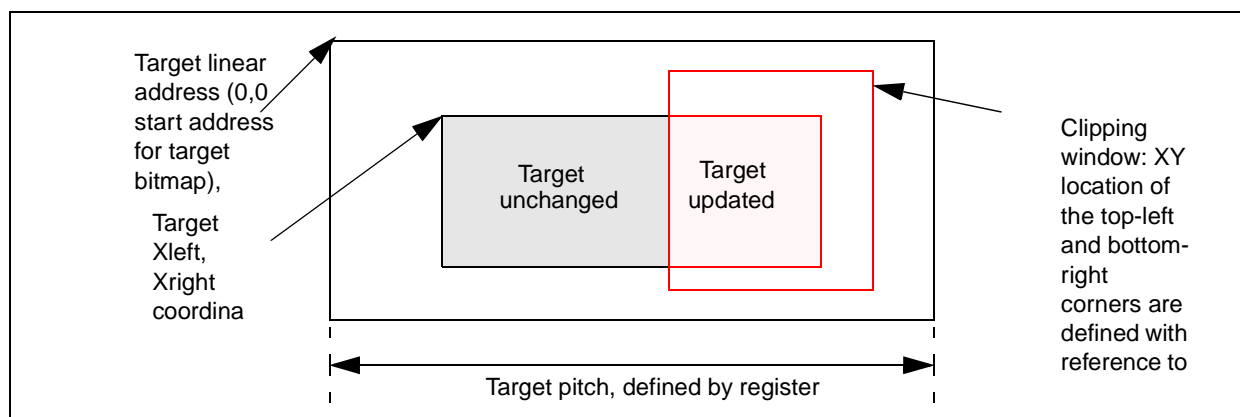 Target linear
address (0,0
start address
for target
bitmap),
Target
Xleft,
Xright
coordina
Target
unchanged
Target
updated
Clipping
window: XY
location of
the top-left
and bottom-
right
corners are
defined with
reference to
Target pitch, defined by register